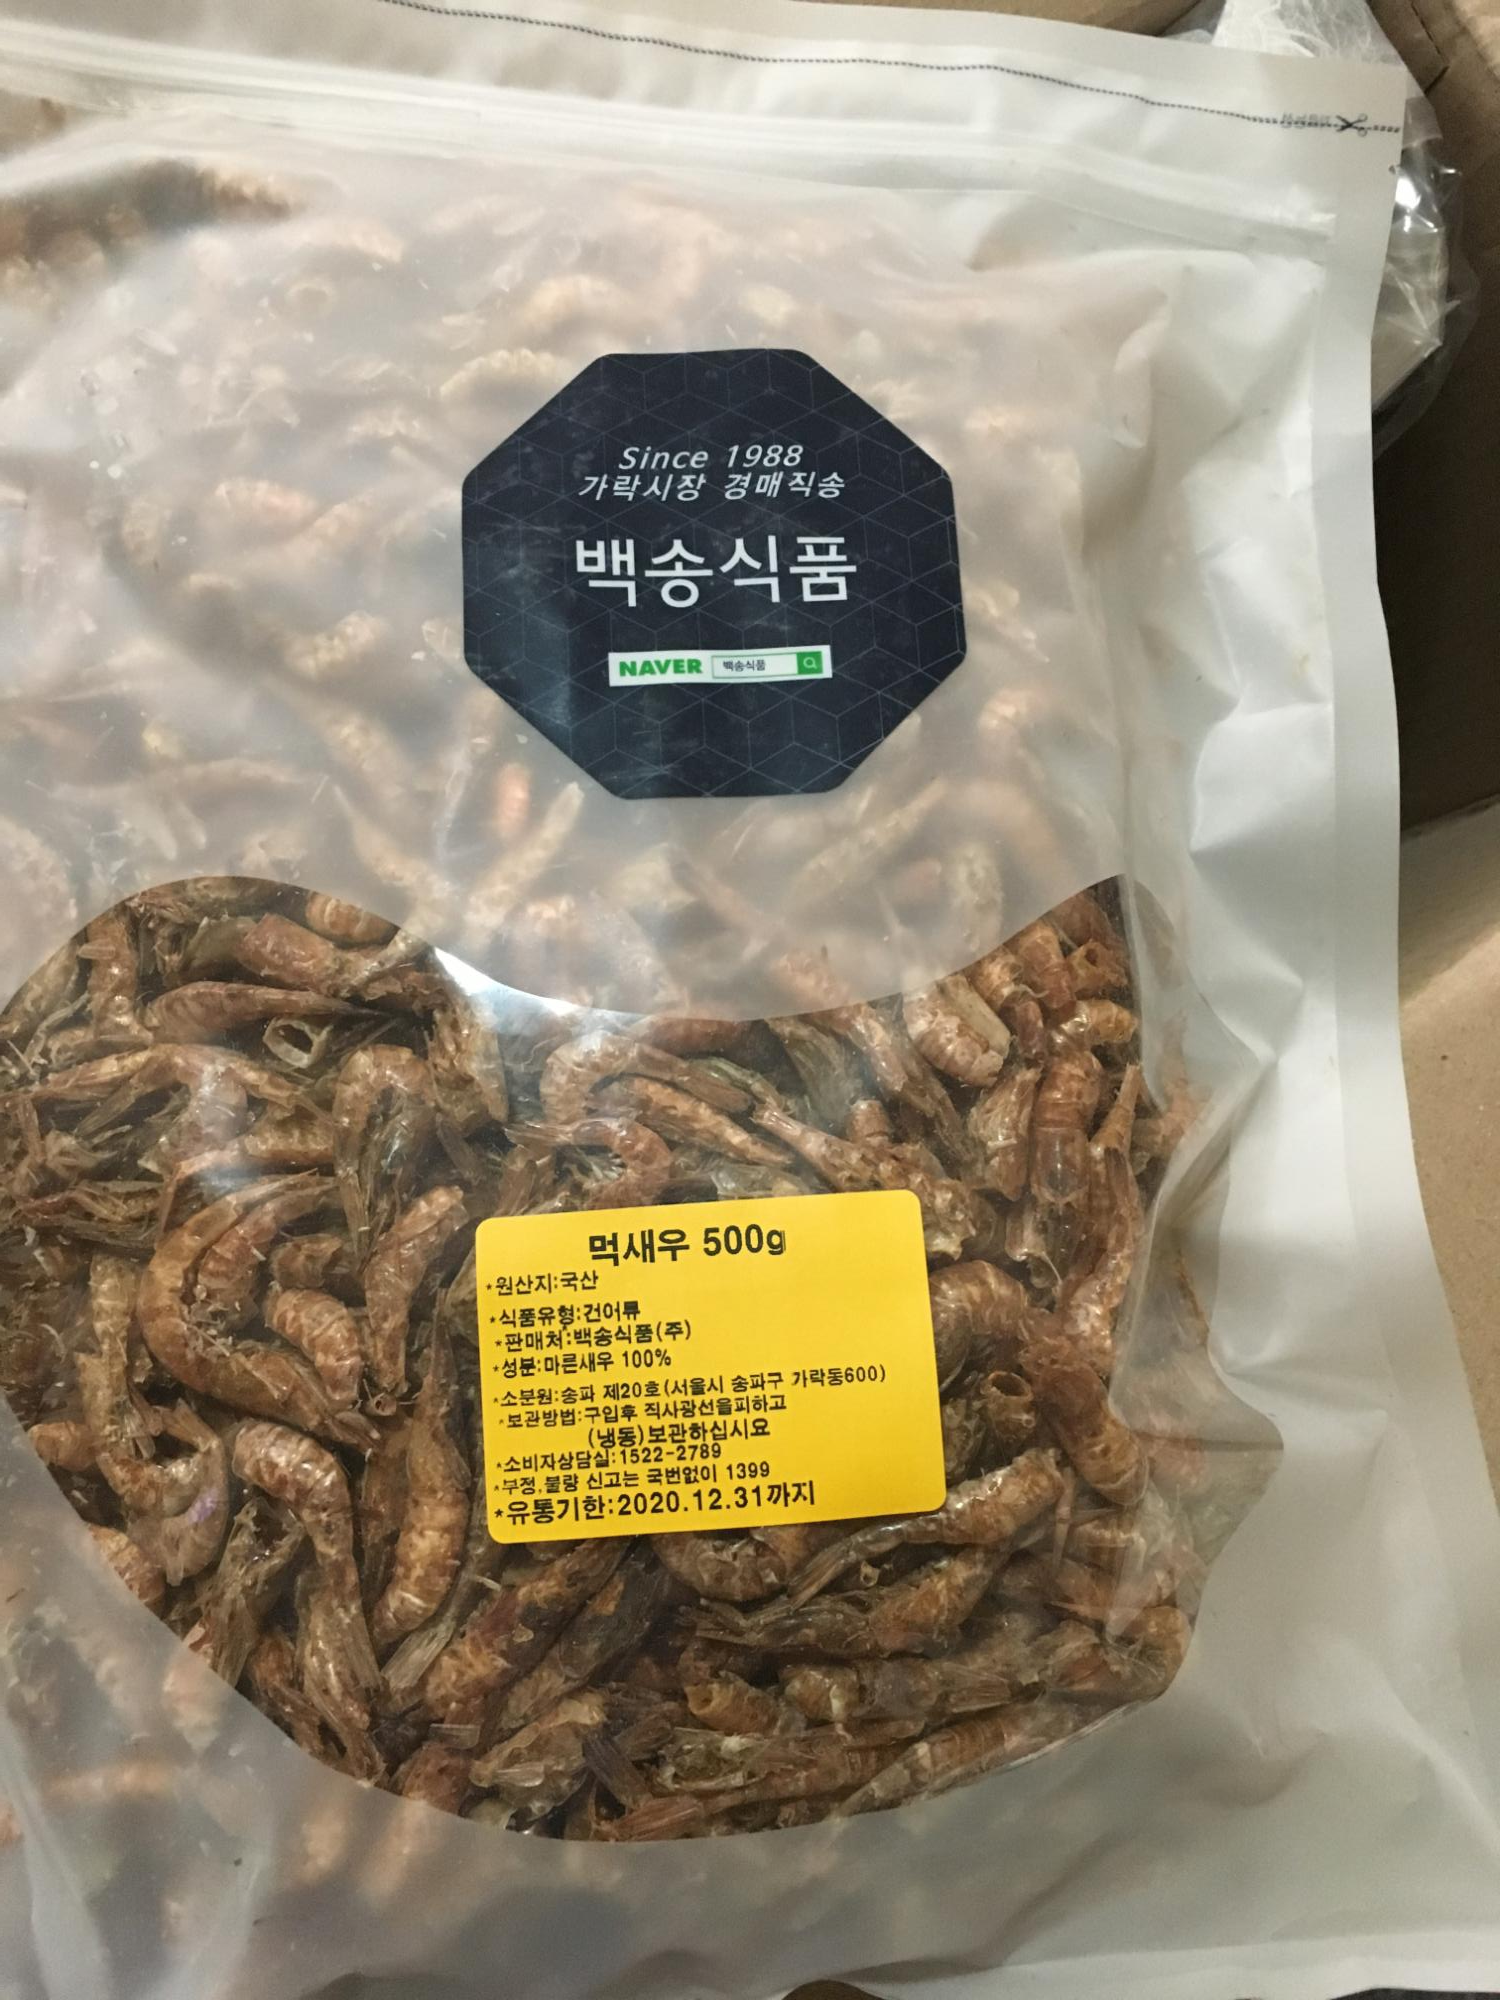 Since 1988
가락시장 경매직송
백송식품
NAVER 백송식품
먹새우 500g
*원산지:국산
*식품유형:건어류
*판매처:백송식품(주)
*성분:마른새우 100%
*소분원:송파 제20호(서울시 송파구 가락동600)
*보관방법:구입후 직사광선을피하고
(냉동)보관하십시요
*소비자상담실:1522-2789
*부정,불량 신고는 국번없이 1399
*유통기한:2020.12.31까지